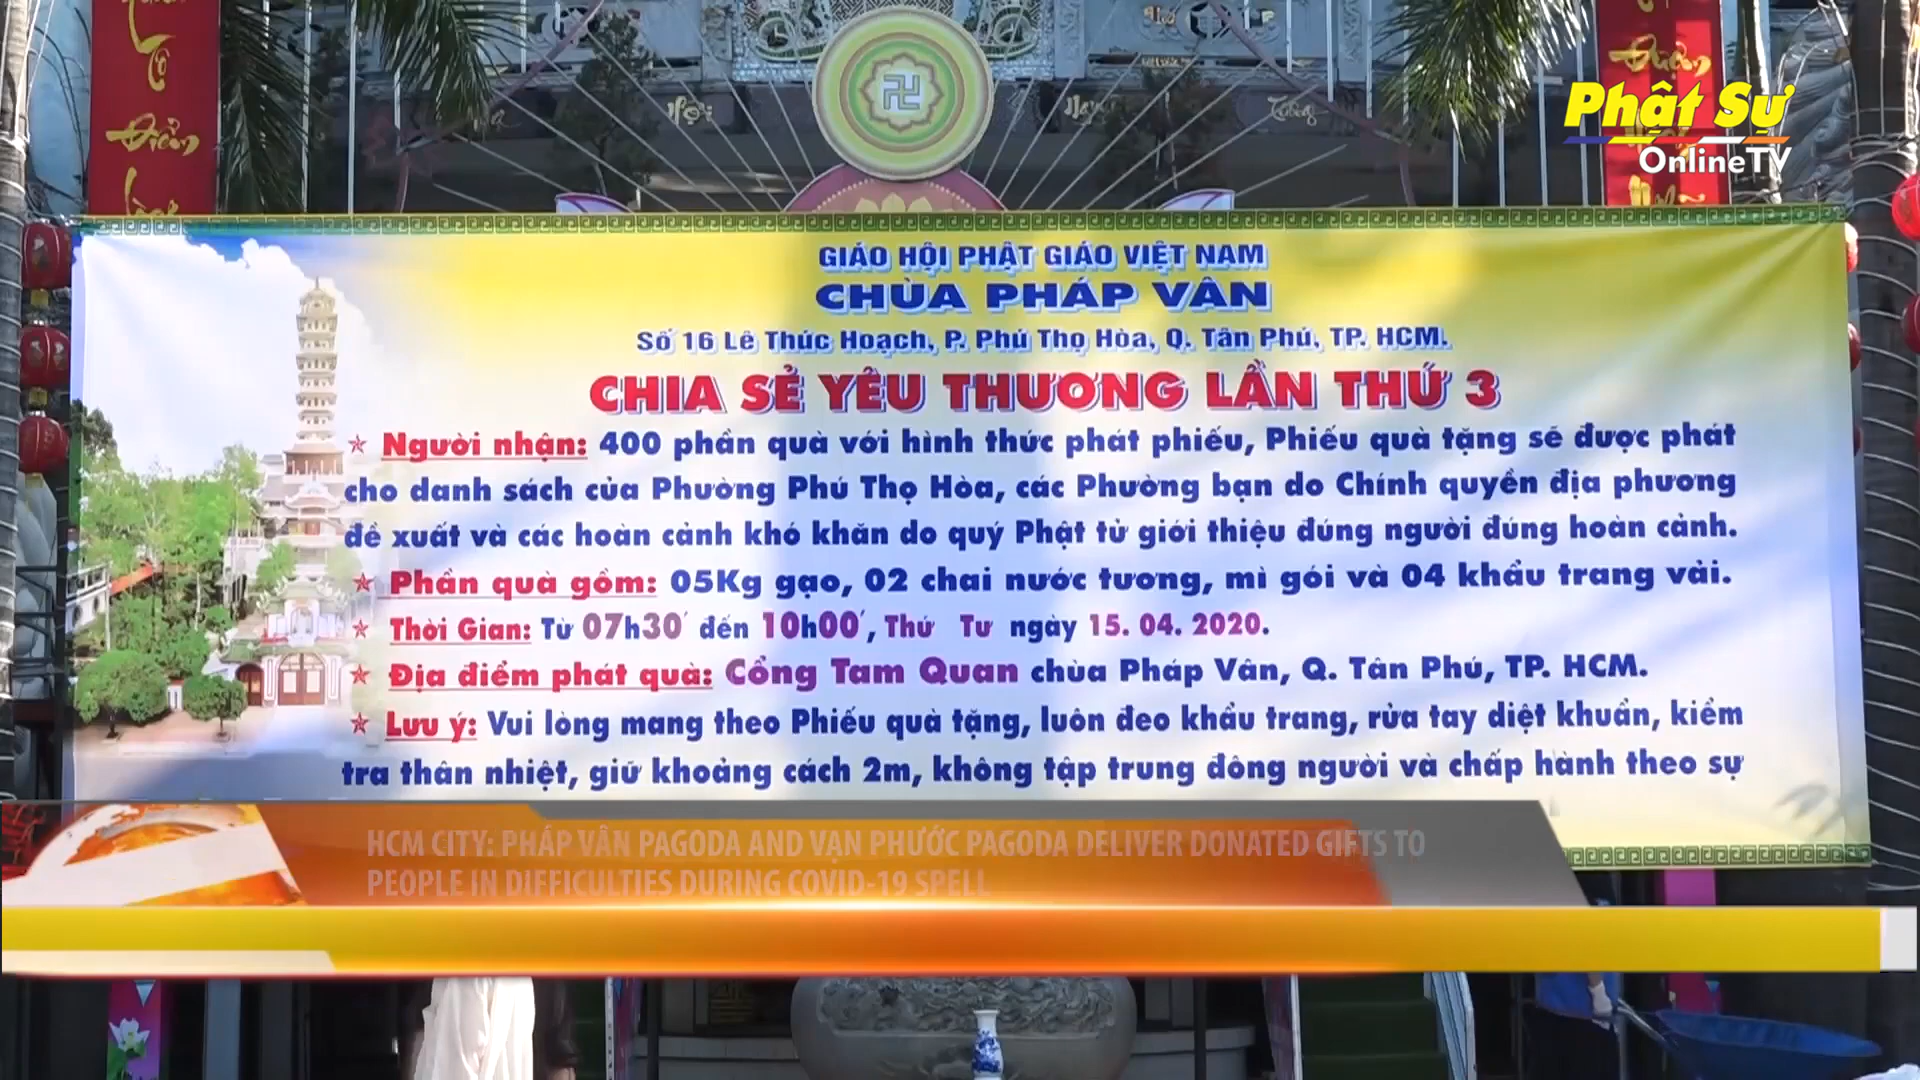 Phật Sự
OnlineTV
GIÁO HỘI PHẬT GIÁO VIỆT NAM
CHÙA PHÁP VÂN
Số 16 Lê Thúc Hoạch, P. Phú Thọ Hòa, Q. Tân Phú, TP. HCM.
CHIA SẺ YÊU THƯƠNG LẦN THỨ 3
Người nhận: 400 phần quà với hình thức phát phiếu, Phiếu quà tặng sẽ được phát
cho danh sách của Phường Phú Thọ Hòa, các Phường bạn do Chính quyền địa phương
đề xuất và các hoàn cảnh khó khăn do quý Phật tử giới thiệu đúng người đúng hoàn cảnh.
Phần quà gồm: 05Kg gạo, 02 chai nước tương, mì gói và 04 khẩu trang vải.
Thời Gian: Từ 07h30' đến 10h00', Thứ Tư ngày 15. 04. 2020.
Địa điểm phát quà: Cổng Tam Quan chùa Pháp Vân, Q. Tân Phú, TP. HCM.
Lưu ý: Vui lòng mang theo Phiếu quà tặng, luôn đeo khẩu trang, rửa tay diệt khuẩn, kiểm
tra thân nhiệt, giữ khoảng cách 2m, không tập trung đông người và chấp hành theo sự
HCM CITY: PHÁP VÂN PAGODA AND VẠN PHƯỚC PAGODA DELIVER DONATED GIFTS TO
PEOPLE IN DIFFICULTIES DURING COVID-19 SPELL